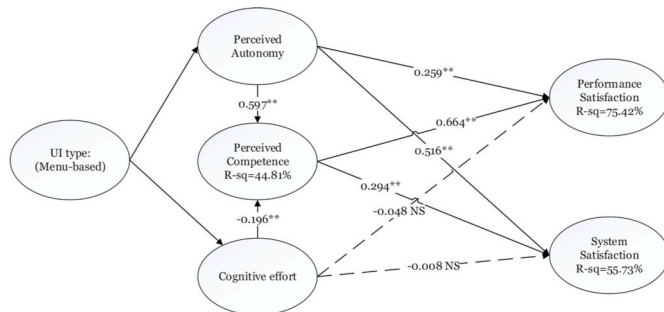 Perceived
Autonomy
0.259**
Performance
Satisfaction
R-sq=75.42%
0.597**
0.664**
UI type:
(Menu-based)
Perceived
Competence
R-sq=44.81%
0.516**
0.294**
-0.196**
-0.048 NS
Cognitive effort
-0.008 NS
System
Satisfaction
R-sq=55.73%